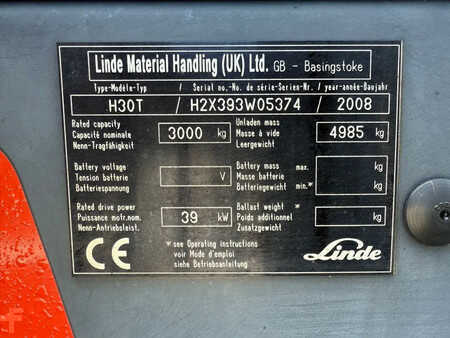 Linde Material Handling (UK) Ltd. GB - Basingstoke
Type-Modèle-Typ / Serial no.-No. de série-Serien-Nr. / year-année-Baujahr
H30T / H2X393W05374 / 2008
Rated capacity
Capacité nominale 3000 kg
Nenn-Tragfähigkeit
Unladen mass
Masse à vide 4985 kg
Leergewicht
Battery voltage
Tension batterie V
Batteriespannung
Battery mass max. kg
Masse batterie
Batteriegewicht min.* kg
Rated drive power
Puissance motr.nom. 39 kW
Nenn-Antriebsleist.
Ballast weight *
Poids additionnel kg
Zusatzgewicht
CE
*see Operating instructions
voir Mode d'emploi
siehe Betriebsanleitung
Linde